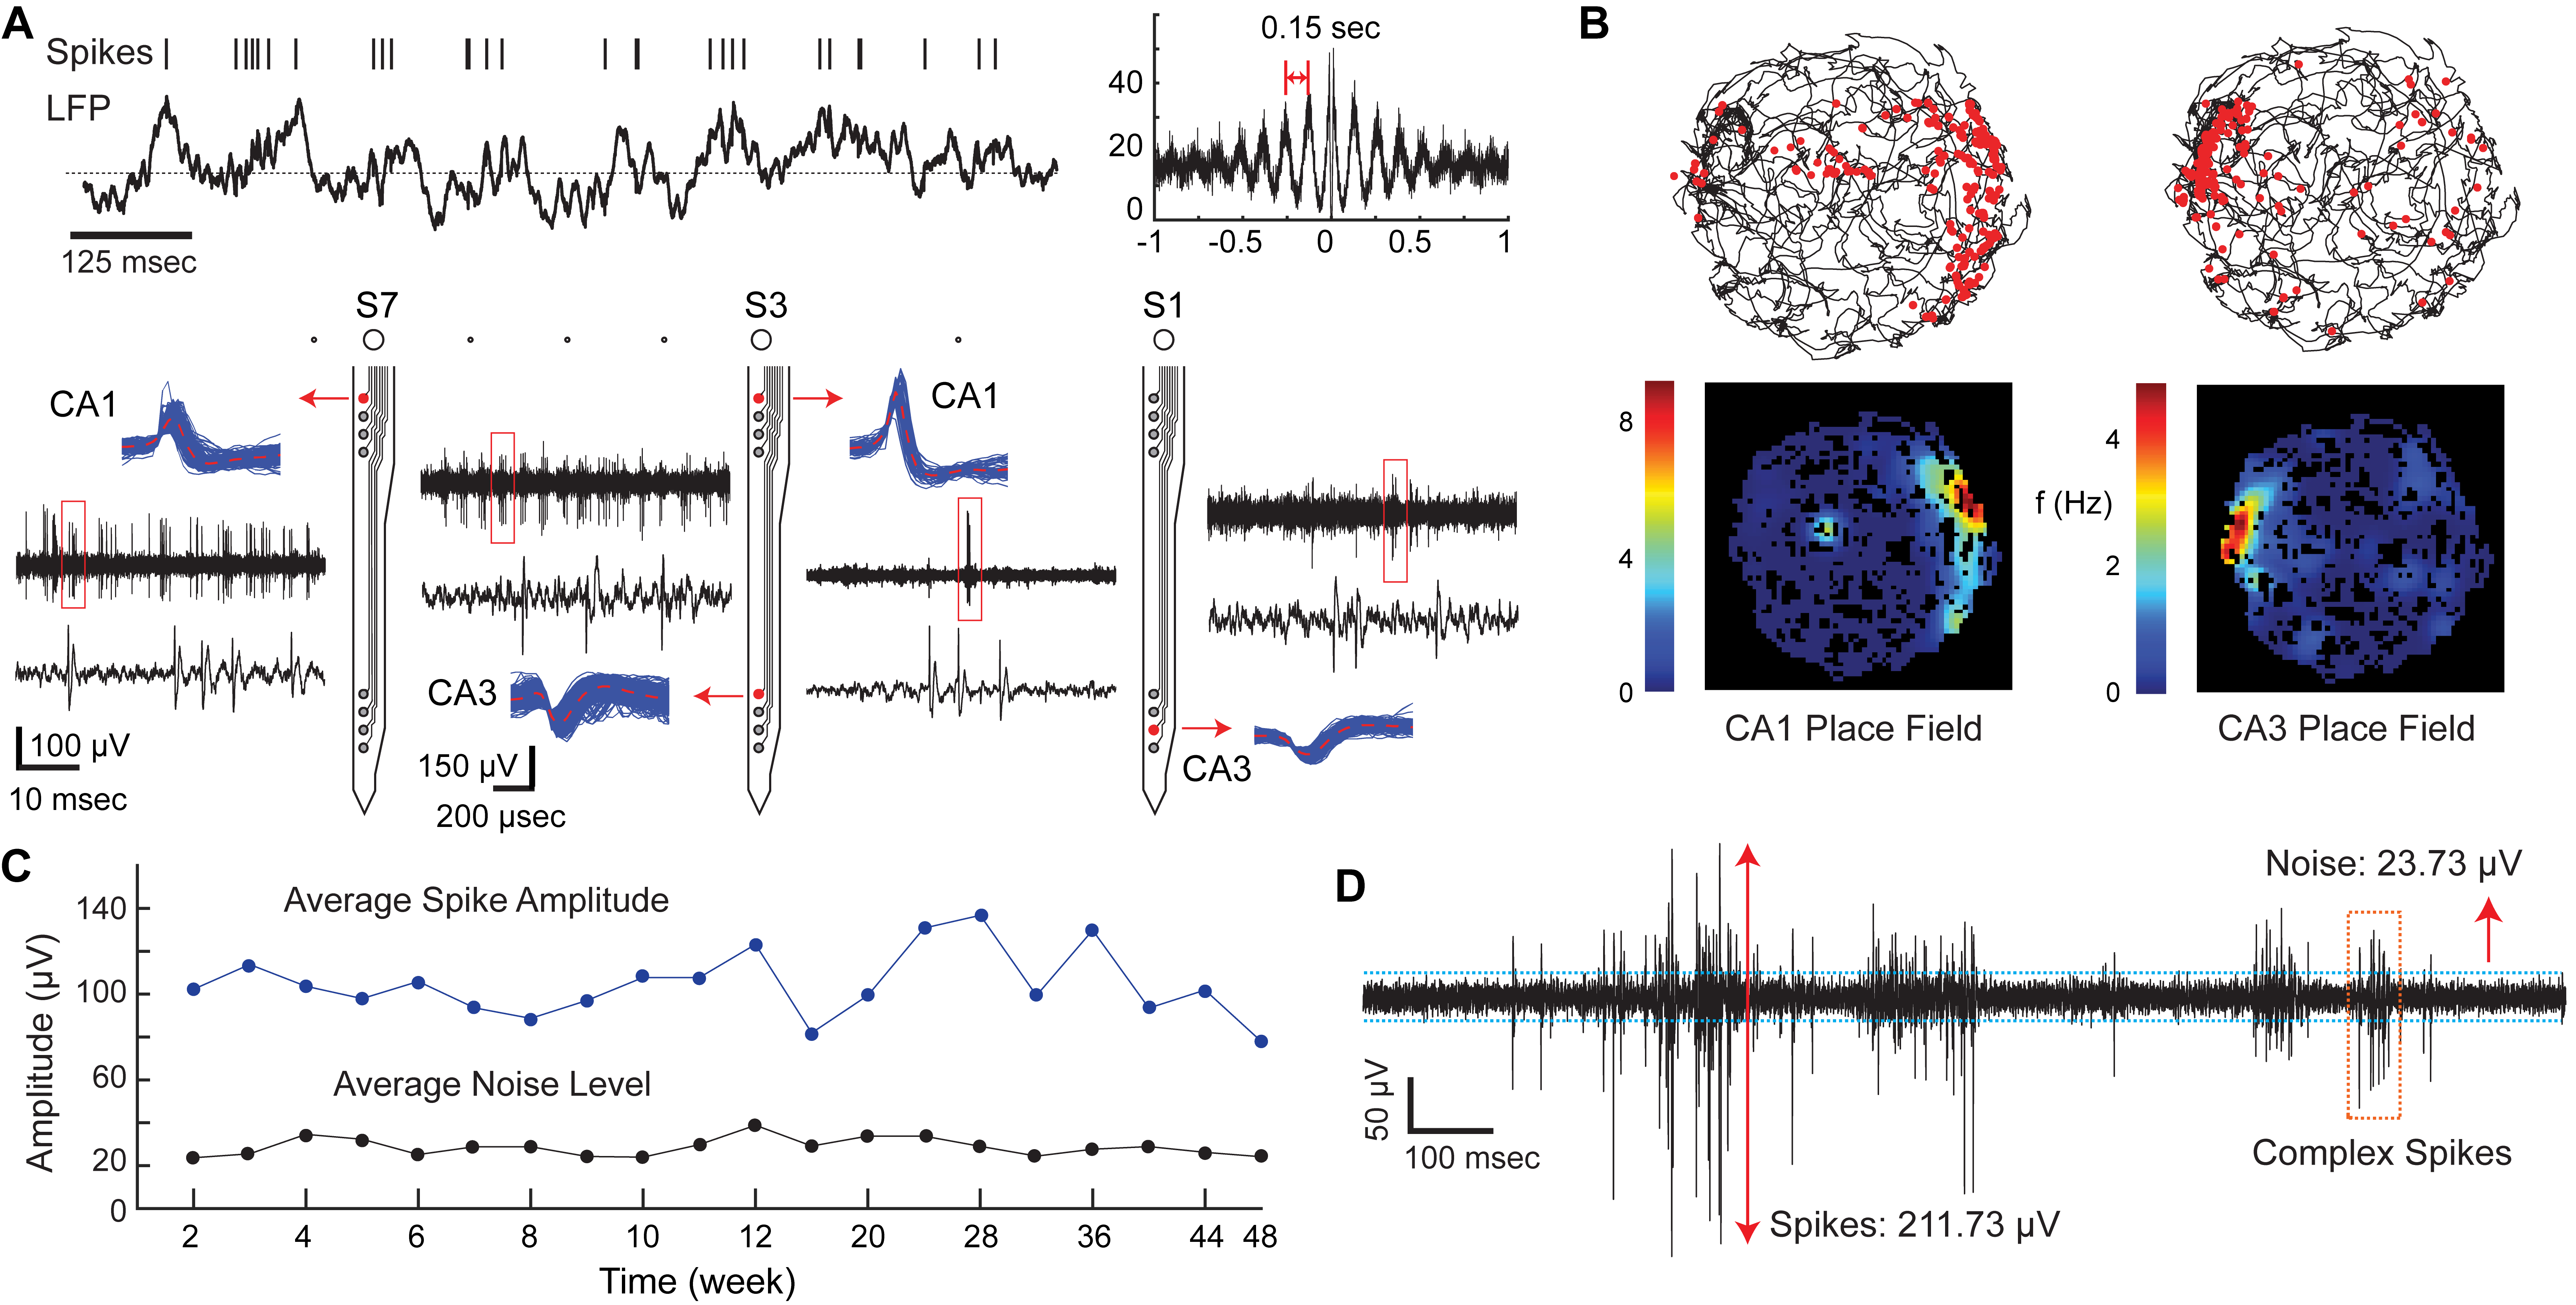 A
Spikes
LFP
125 msec
0.15 sec
40
20
0
-1
-0.5
0
0.5
1
S7
S3
S1
CA1
CA1
CA3
CA3
100 µV
10 msec
150 µV
200 µsec
B
8
4
0
f (Hz)
4
2
0
CA1 Place Field
CA3 Place Field
C
Average Spike Amplitude
Average Noise Level
Amplitude (µV)
140
100
60
20
0
2
4
6
8
10
12
20
28
36
44
48
Time (week)
D
Noise: 23.73 µV
50 µV
100 msec
Complex Spikes
Spikes: 211.73 µV